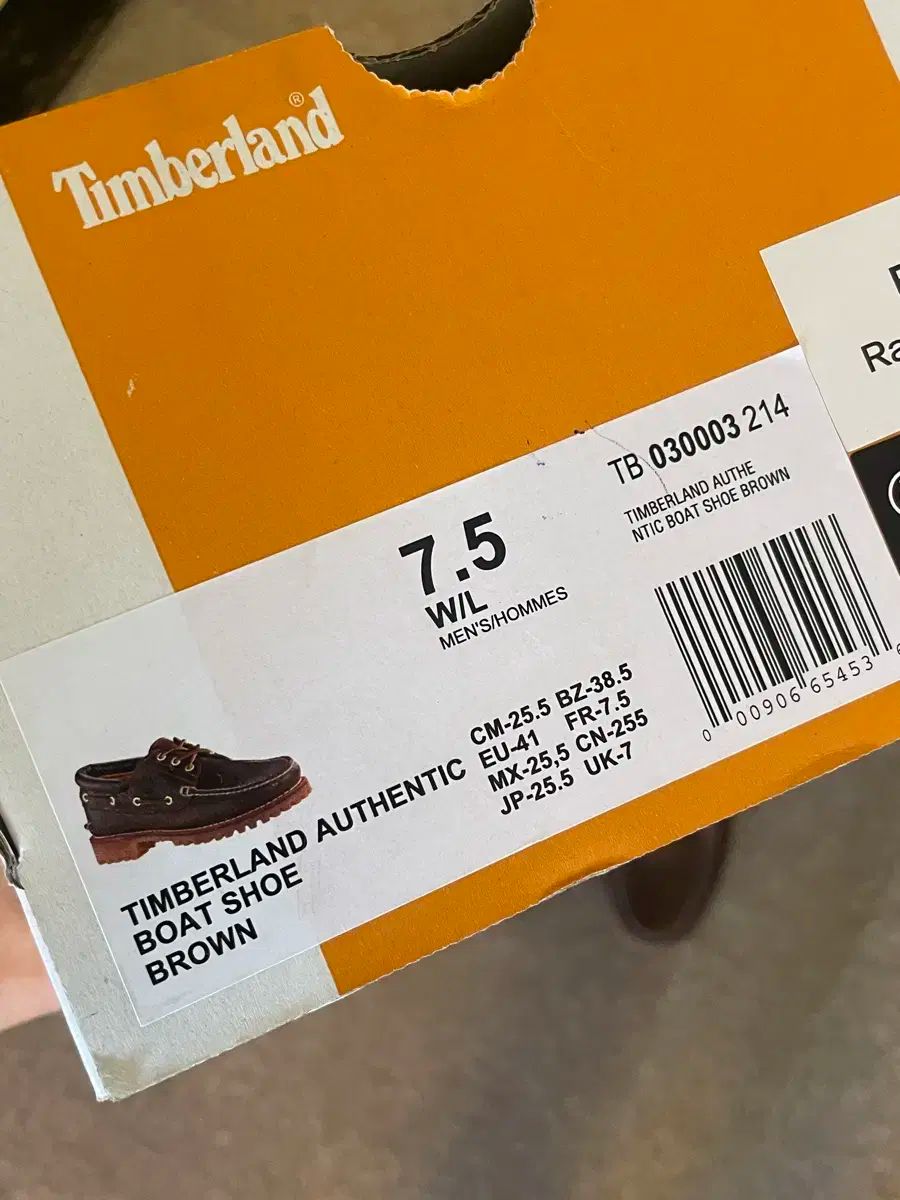 Timberland®
Ra
TB 030003 214
TIMBERLAND AUTHE
NTIC BOAT SHOE BROWN
7.5
W/L
MEN'S/HOMMES
CM-25.5 BZ-38.5
EU-41 FR-7.5
MX-25,5 CN-255
JP-25.5 UK-7
0 00906 65453
TIMBERLAND AUTHENTIC
BOAT SHOE
BROWN